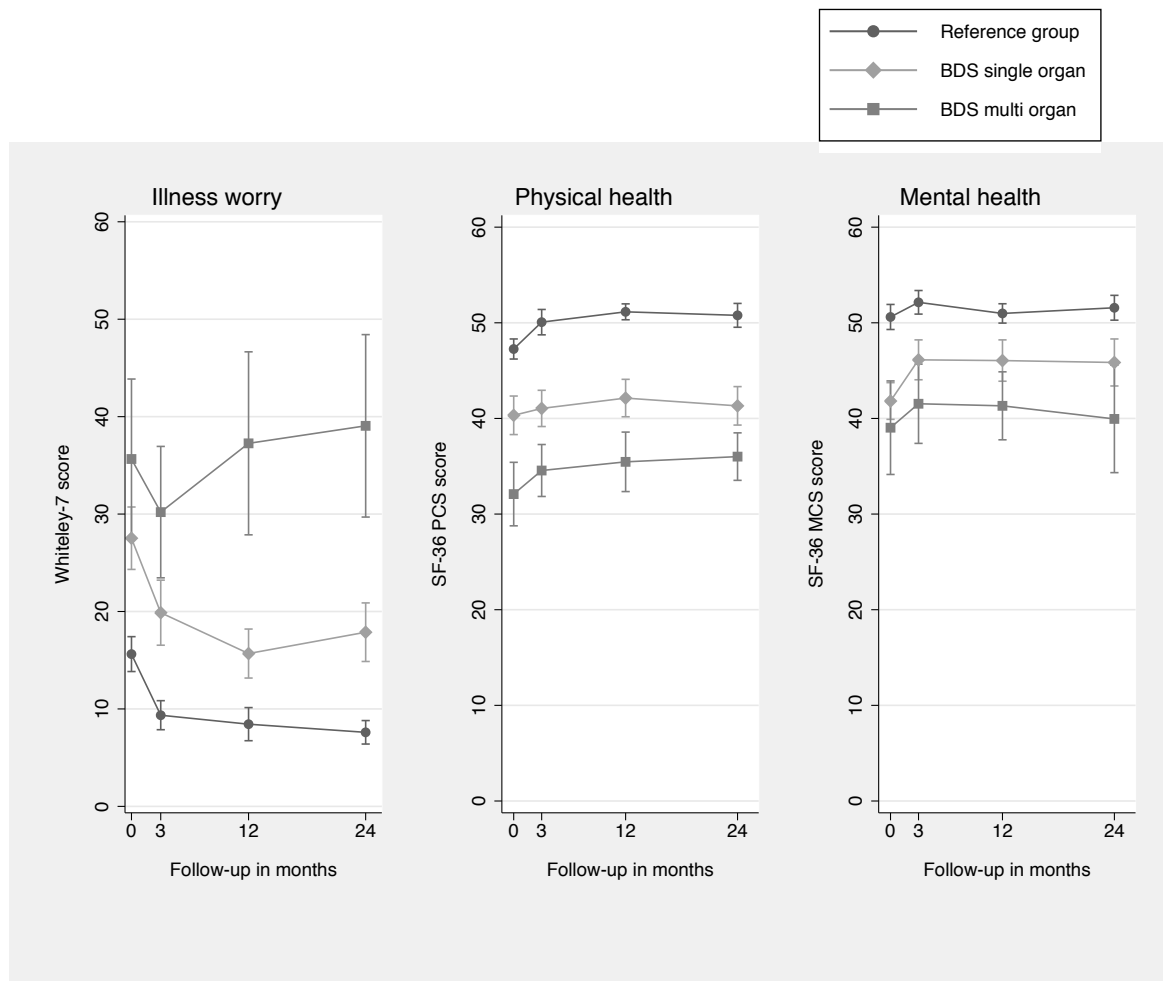 Reference group
BDS single organ
BDS multi organ
Illness worry
60
50
40
30
20
10
0
Whiteley-7 score
0 3 12 24
Follow-up in months
Physical health
60
50
40
30
20
10
0
SF-36 PCS score
0 3 12 24
Follow-up in months
Mental health
60
50
40
30
20
10
0
SF-36 MCS score
0 3 12 24
Follow-up in months